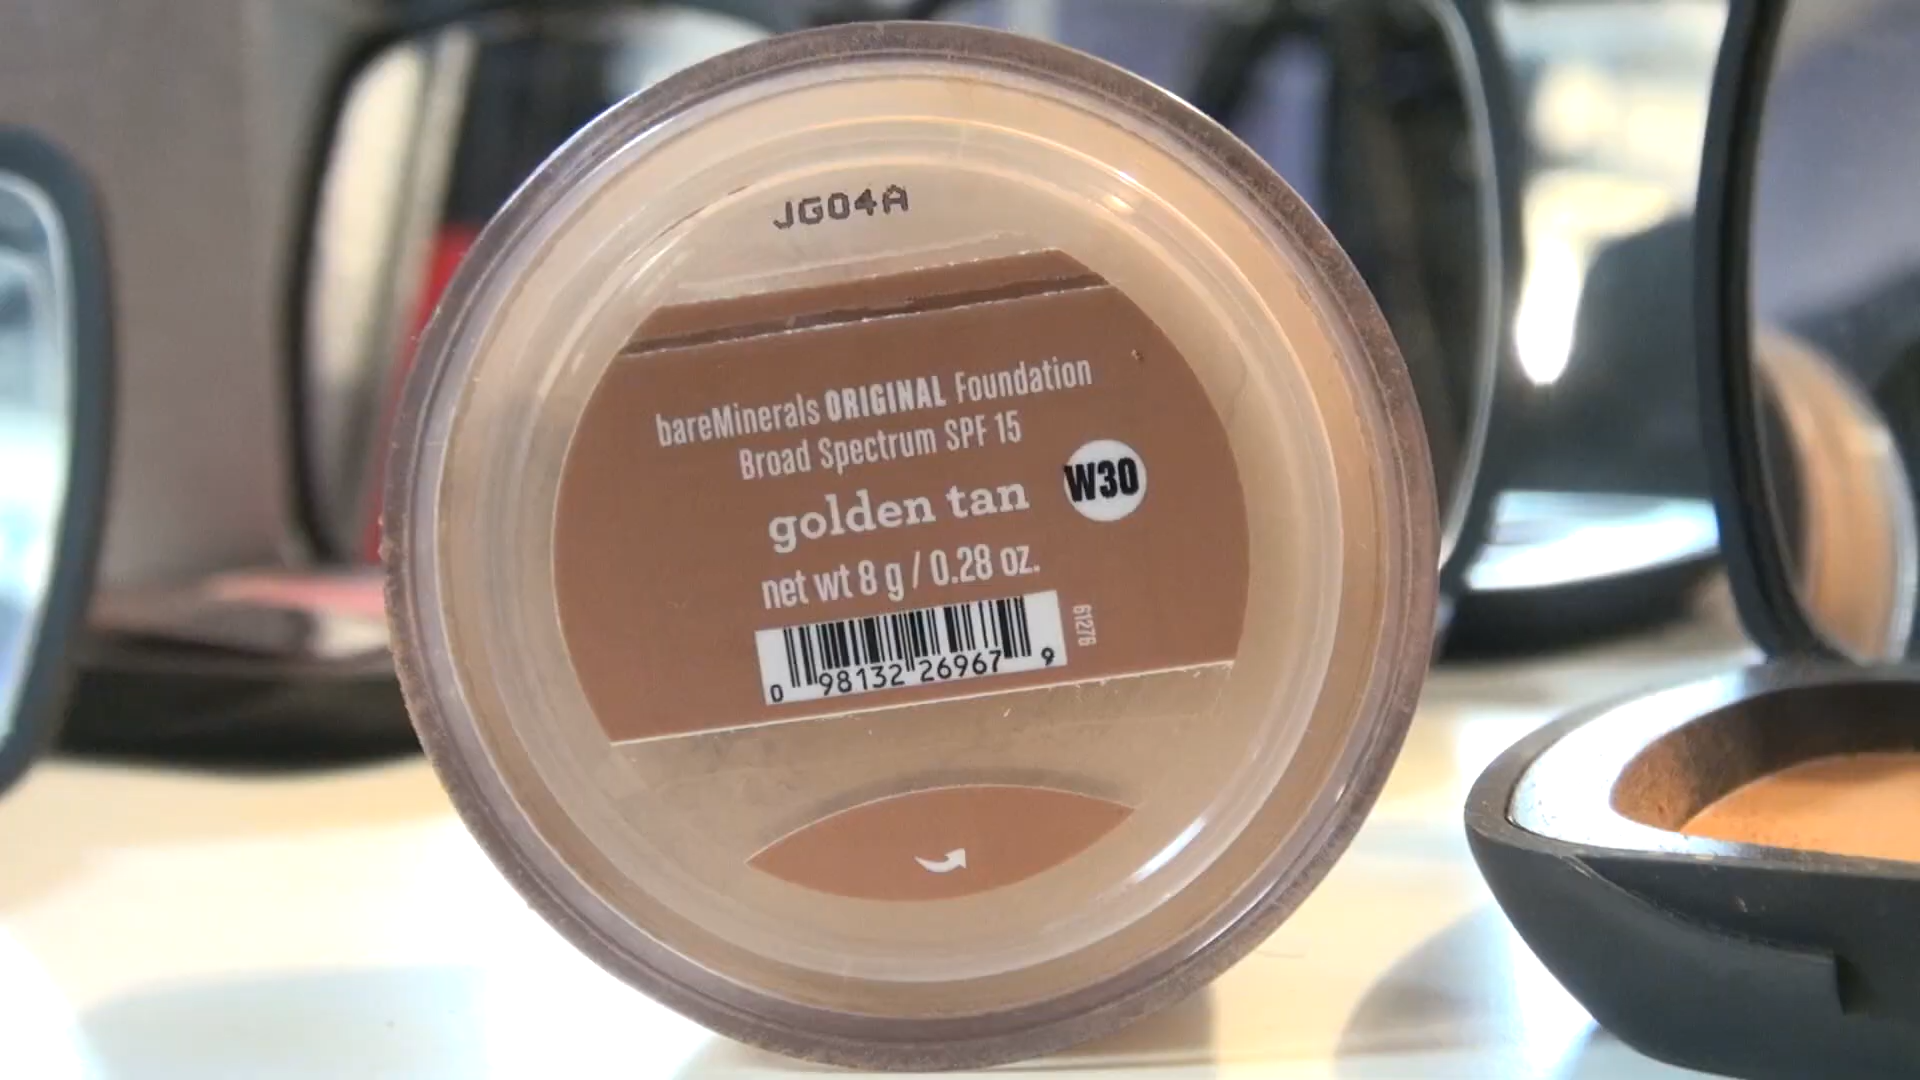 JG04A
bareMinerals ORIGINAL Foundation
Broad Spectrum SPF 15
golden tan W30
net wt 8 g / 0.28 oz.
61276
0 98132 26967 9